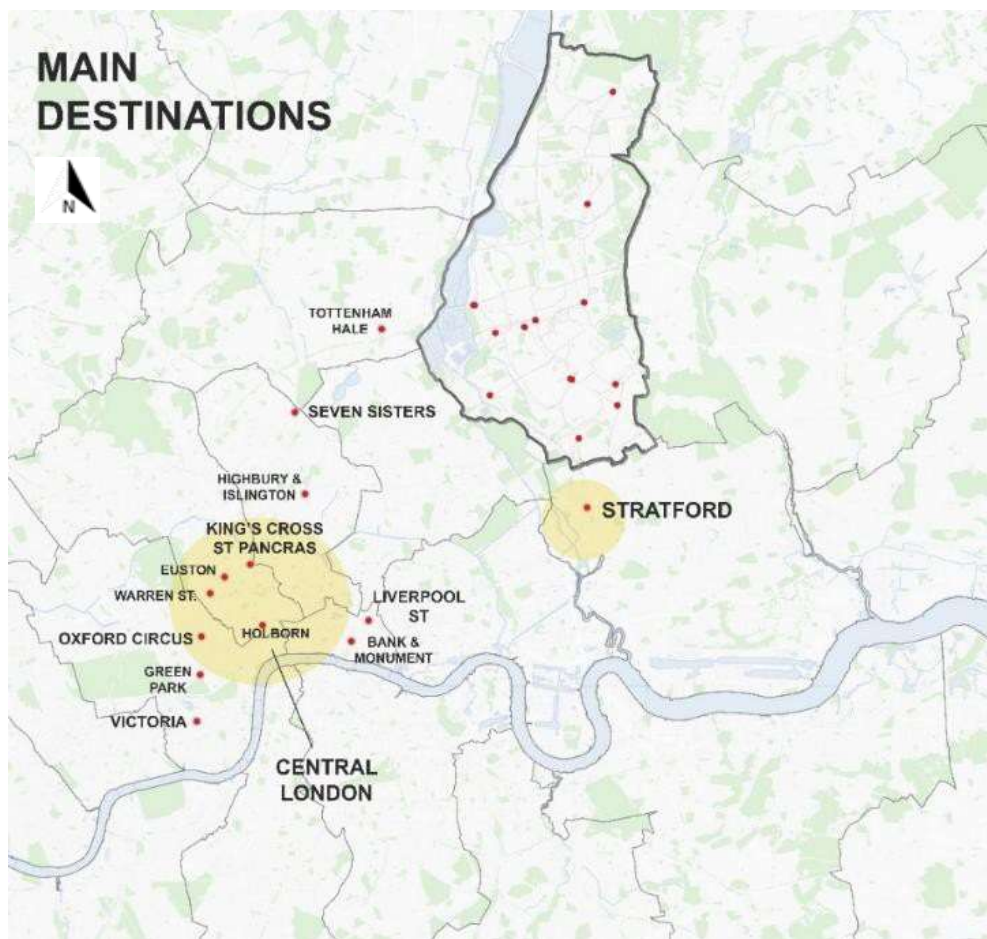 MAIN
DESTINATIONS
N
TOTTENHAM
HALE
SEVEN SISTERS
HIGHBURY &
ISLINGTON
STRATFORD
KING'S CROSS
ST PANCRAS
EUSTON
WARREN ST.
LIVERPOOL
ST
OXFORD CIRCUS
HOLBORN
BANK &
MONUMENT
GREEN
PARK
VICTORIA
CENTRAL
LONDON